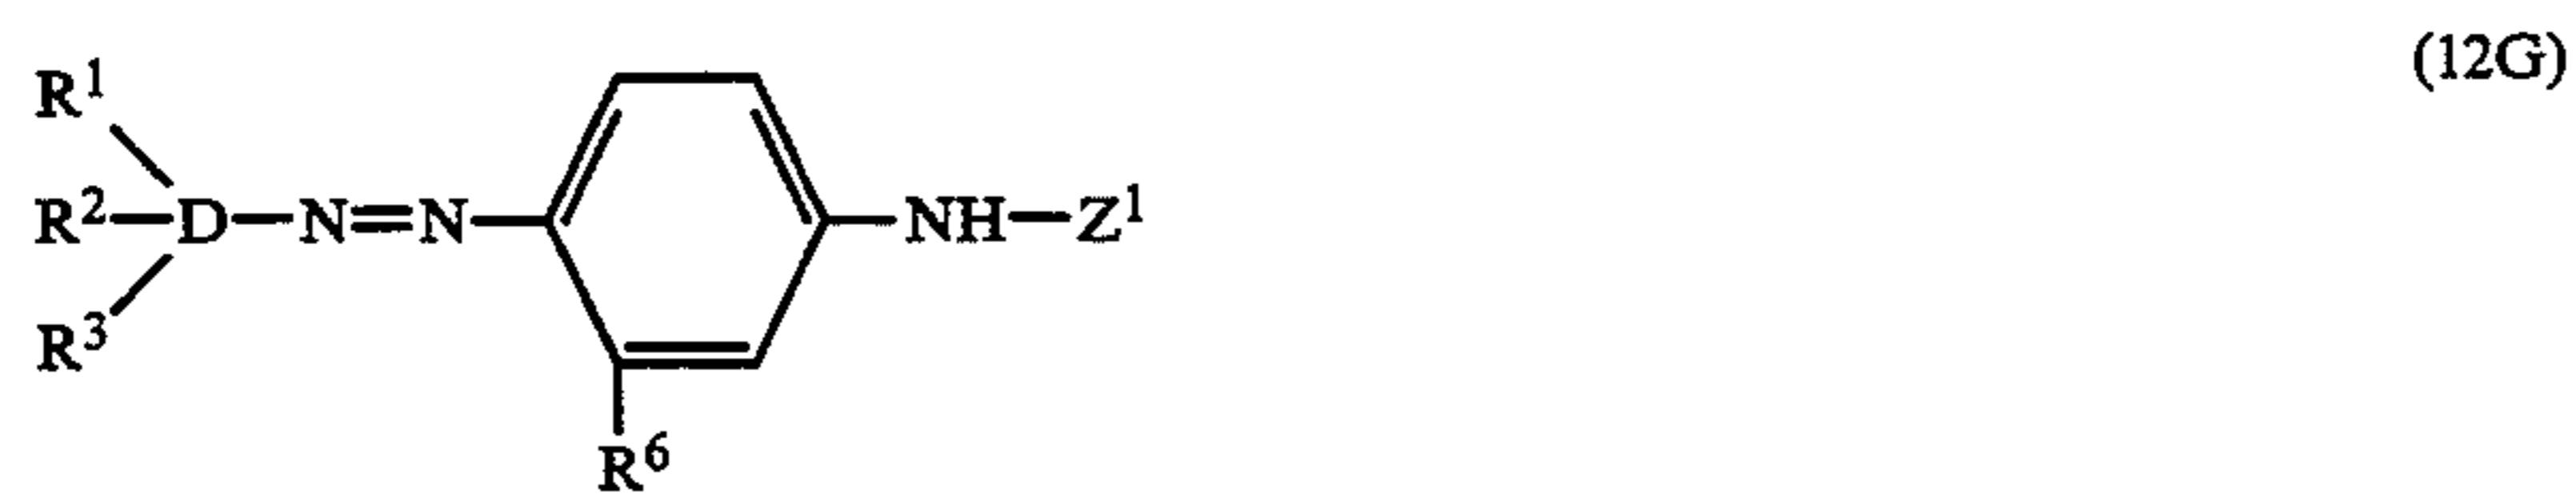 (12G)
R¹
R²—D—N=N
NH—Z¹
R³
R⁶